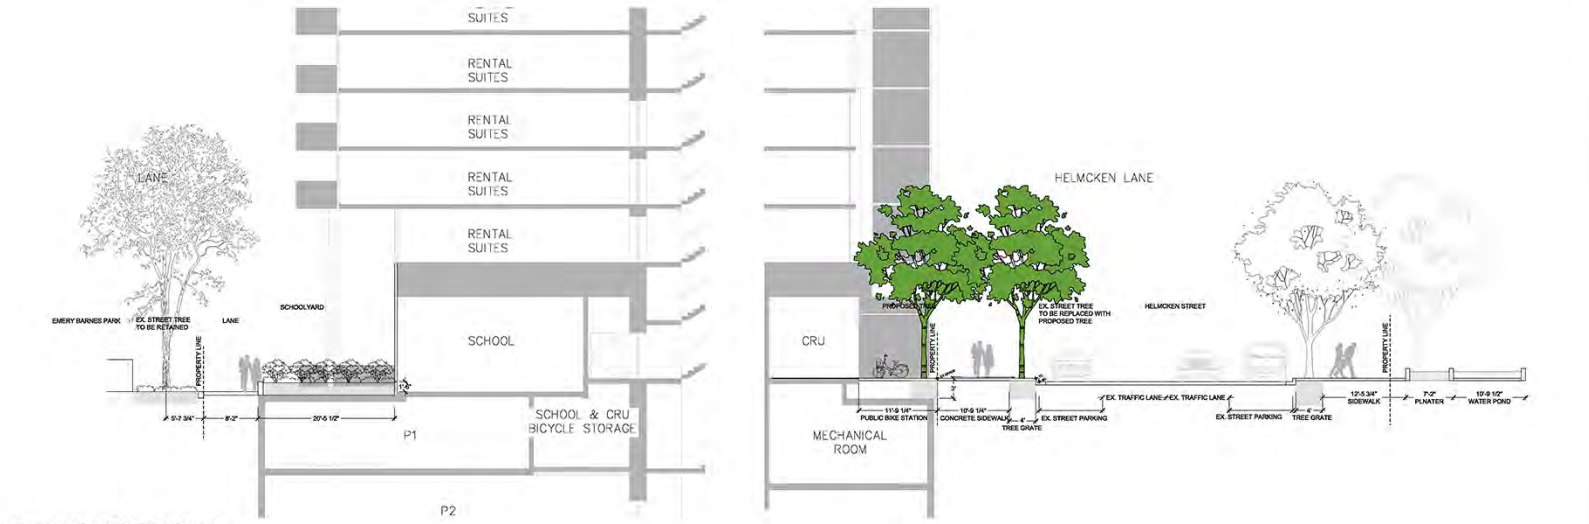 SUITES
RENTAL
SUITES
RENTAL
SUITES
RENTAL
SUITES
RENTAL
SUITES
LANE
SCHOOLYARD
EMERY BARNES PARK
EX. STREET TREE
TO BE RETAINED
LANE
PROPERTY LINE
SCHOOL
5'-7 3/4"
8'-2"
20'-5 1/2"
SCHOOL & CRU
BICYCLE STORAGE
P1
P2
HELMCKEN LANE
PROPOSED TREE
EX. STREET TREE
TO BE REPLACED WITH
PROPOSED TREE
HELMCKEN STREET
CRU
PROPERTY LINE
PROPERTY LINE
11'-9 1/4"
PUBLIC BIKE STATION
10'-9 1/4"
CONCRETE SIDEWALK
4'
TREE GRATE
EX. STREET PARKING
EX. TRAFFIC LANE
EX. TRAFFIC LANE
EX. STREET PARKING
4'
TREE GRATE
12'-5 3/4"
SIDEWALK
7'-2"
PLNATER
10'-9 1/2"
WATER POND
MECHANICAL
ROOM